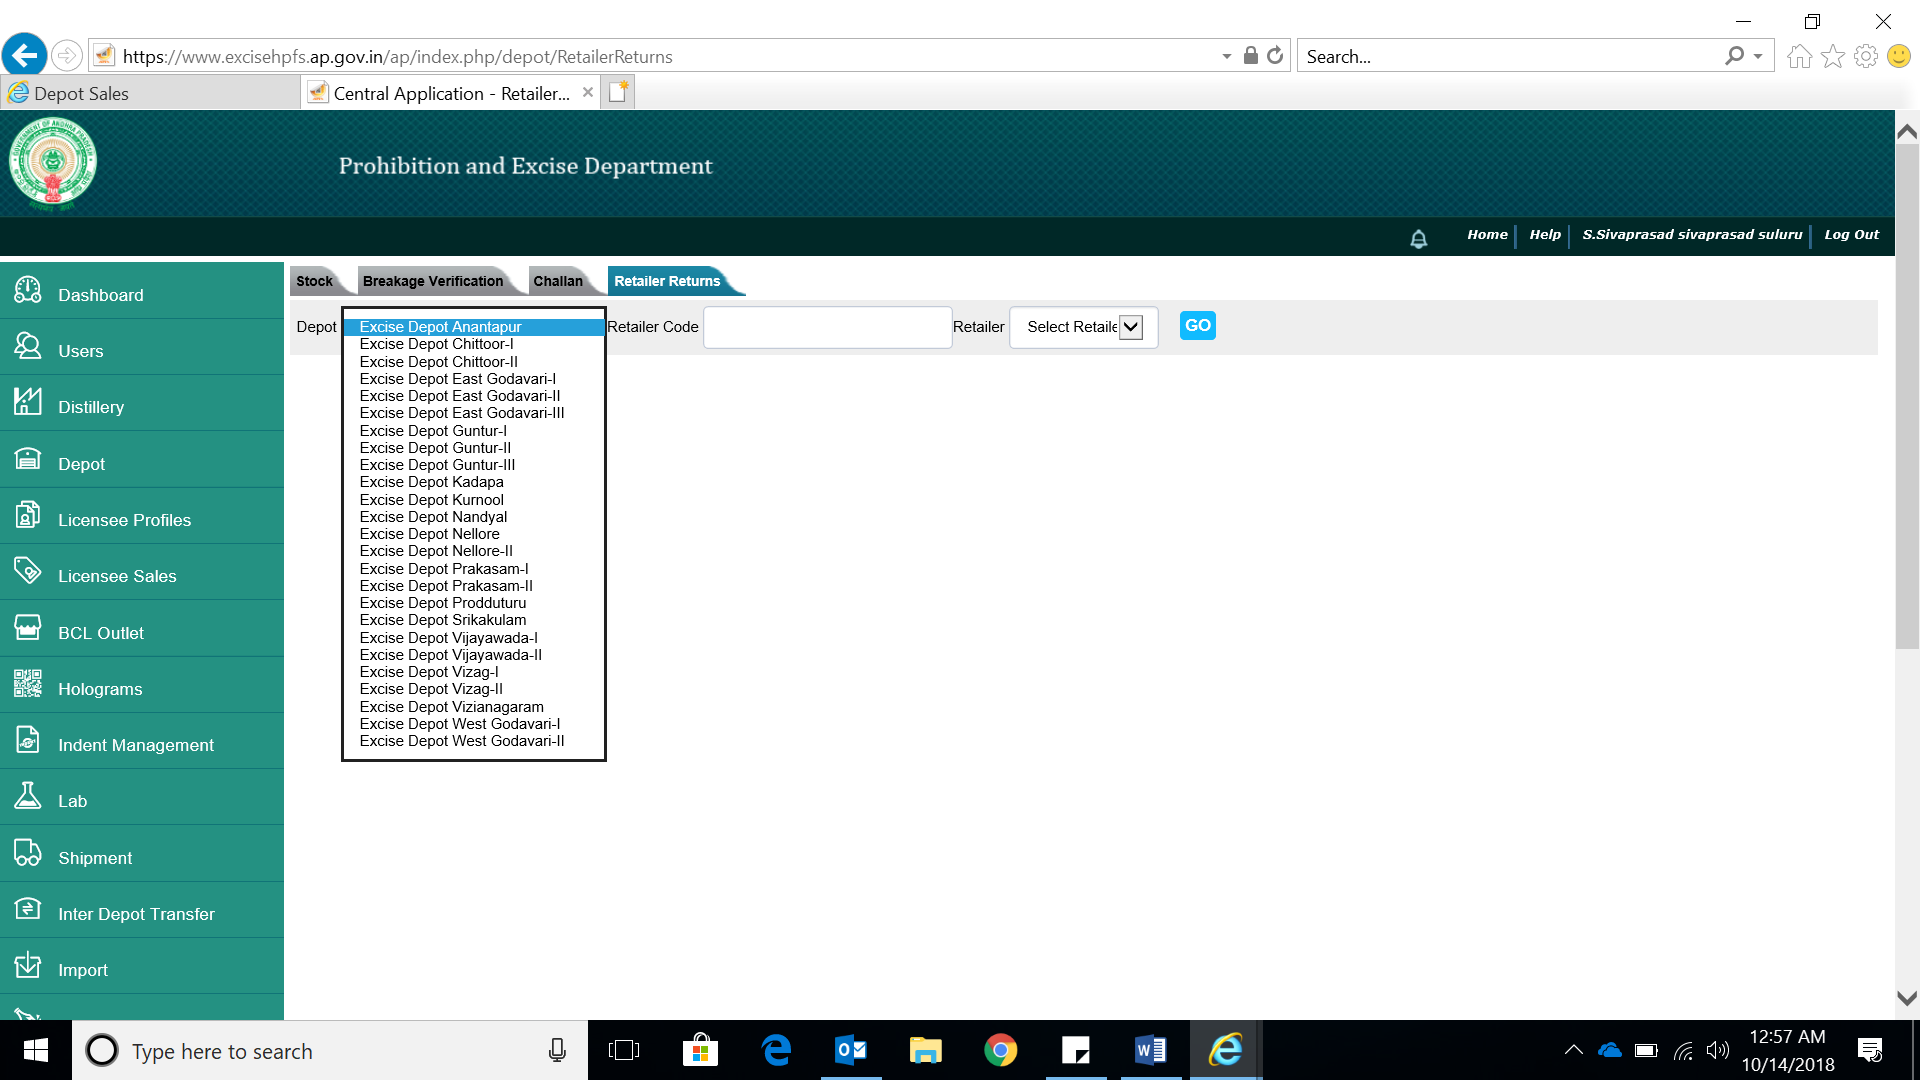 https://www.excisehpfs.ap.gov.in/ap/index.php/depot/RetailerReturns
Search...
Depot Sales
Central Application - Retailer...
Prohibition and Excise Department
Home
Help
S.Sivaprasad sivaprasad suluru
Log Out
Dashboard
Users
Distillery
Depot
Licensee Profiles
Licensee Sales
BCL Outlet
Holograms
Indent Management
Lab
Shipment
Inter Depot Transfer
Import
Stock
Breakage Verification
Challan
Retailer Returns
Depot
Excise Depot Anantapur
Excise Depot Chittoor-I
Excise Depot Chittoor-II
Excise Depot East Godavari-I
Excise Depot East Godavari-II
Excise Depot East Godavari-III
Excise Depot Guntur-I
Excise Depot Guntur-II
Excise Depot Guntur-III
Excise Depot Kadapa
Excise Depot Kurnool
Excise Depot Nandyal
Excise Depot Nellore
Excise Depot Nellore-II
Excise Depot Prakasam-I
Excise Depot Prakasam-II
Excise Depot Prodduturu
Excise Depot Srikakulam
Excise Depot Vijayawada-I
Excise Depot Vijayawada-II
Excise Depot Vizag-I
Excise Depot Vizag-II
Excise Depot Vizianagaram
Excise Depot West Godavari-I
Excise Depot West Godavari-II
Retailer Code
Retailer
Select Retaile
GO
Type here to search
12:57 AM
10/14/2018